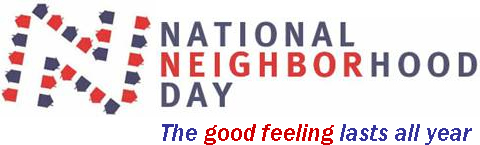 NATIONAL
NEIGHBORHOOD
DAY
The good feeling lasts all year